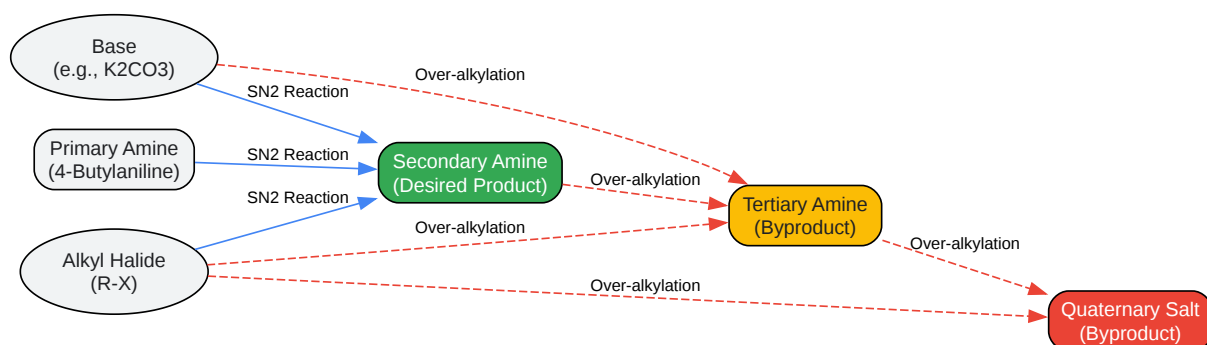 Base
(e.g., K2CO3)
Over-alkylation
SN2 Reaction
Primary Amine
(4-Butylaniline)
SN2 Reaction
Secondary Amine
(Desired Product)
Over-alkylation
SN2 Reaction
Tertiary Amine
(Byproduct)
Over-alkylation
Over-alkylation
Alkyl Halide
(R-X)
Over-alkylation
Quaternary Salt
(Byproduct)